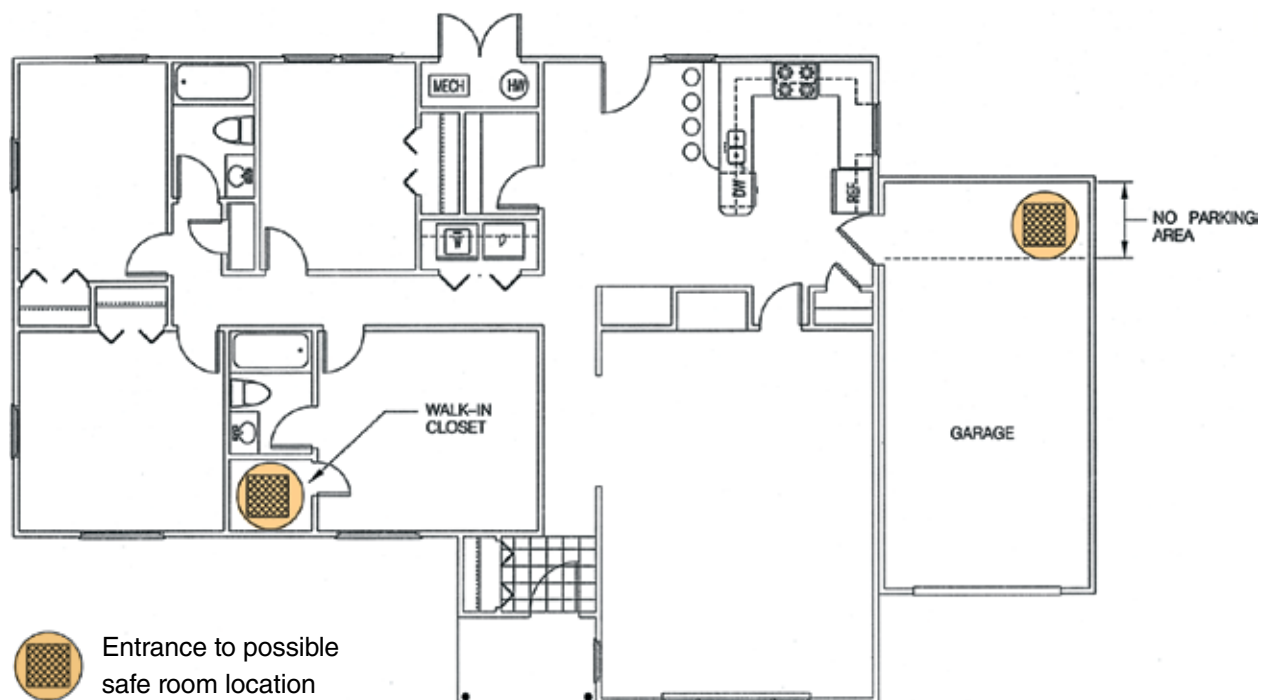 MECH
HW
DW
REF
W
D
NO PARKING
AREA
WALK-IN
CLOSET
GARAGE
Entrance to possible
safe room location